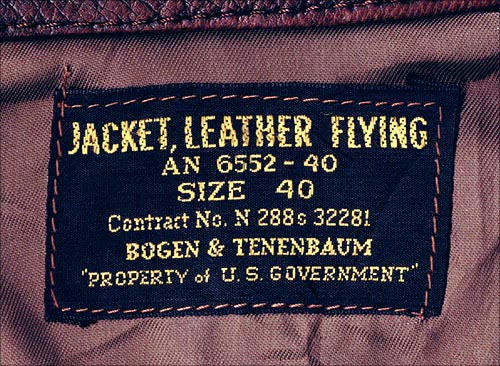 JACKET, LEATHER FLYING
AN 6552-40
SIZE 40
Contract No. N 288s 32281
BOGEN & TENENBAUM
"PROPERTY of U.S. GOVERNMENT"